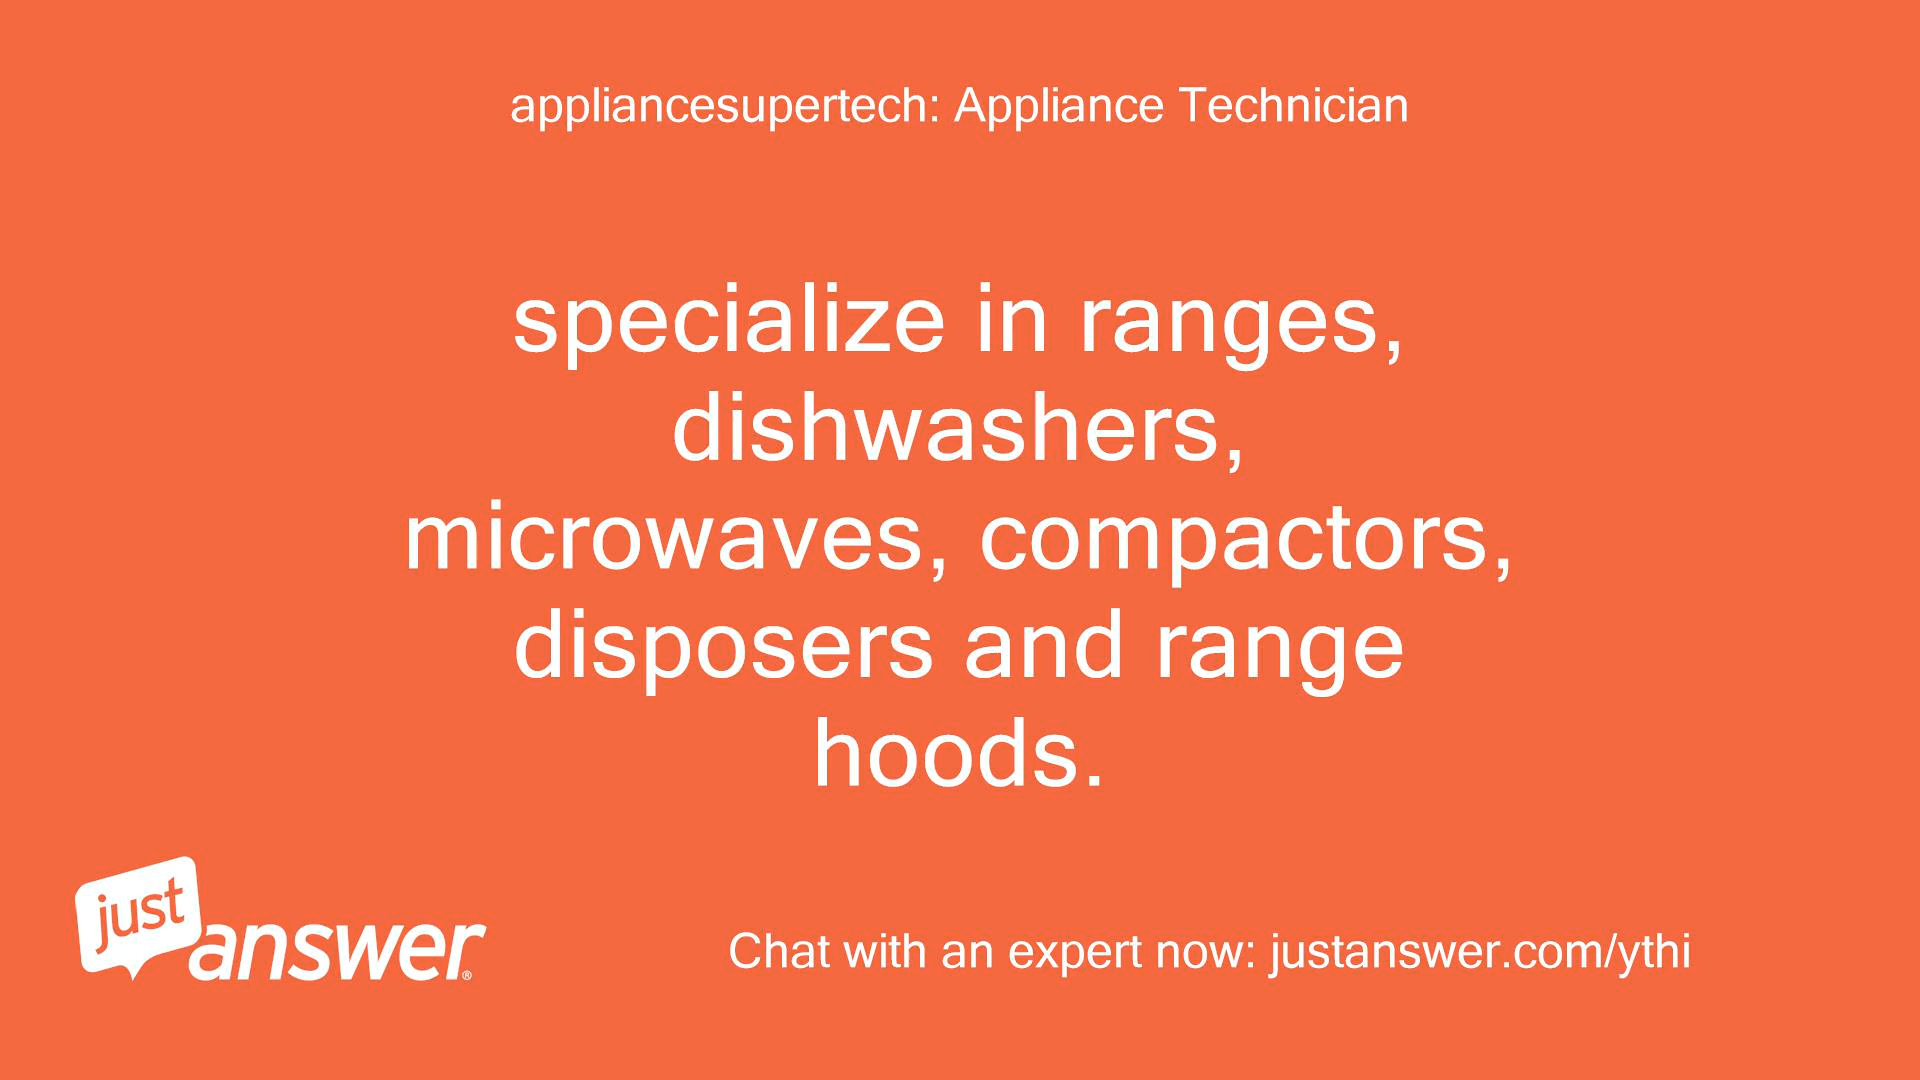 appliancesupertech: Appliance Technician
specialize in ranges,
dishwashers,
microwaves, compactors,
disposers and range
hoods.
just
answer®
Chat with an expert now: justanswer.com/ythi